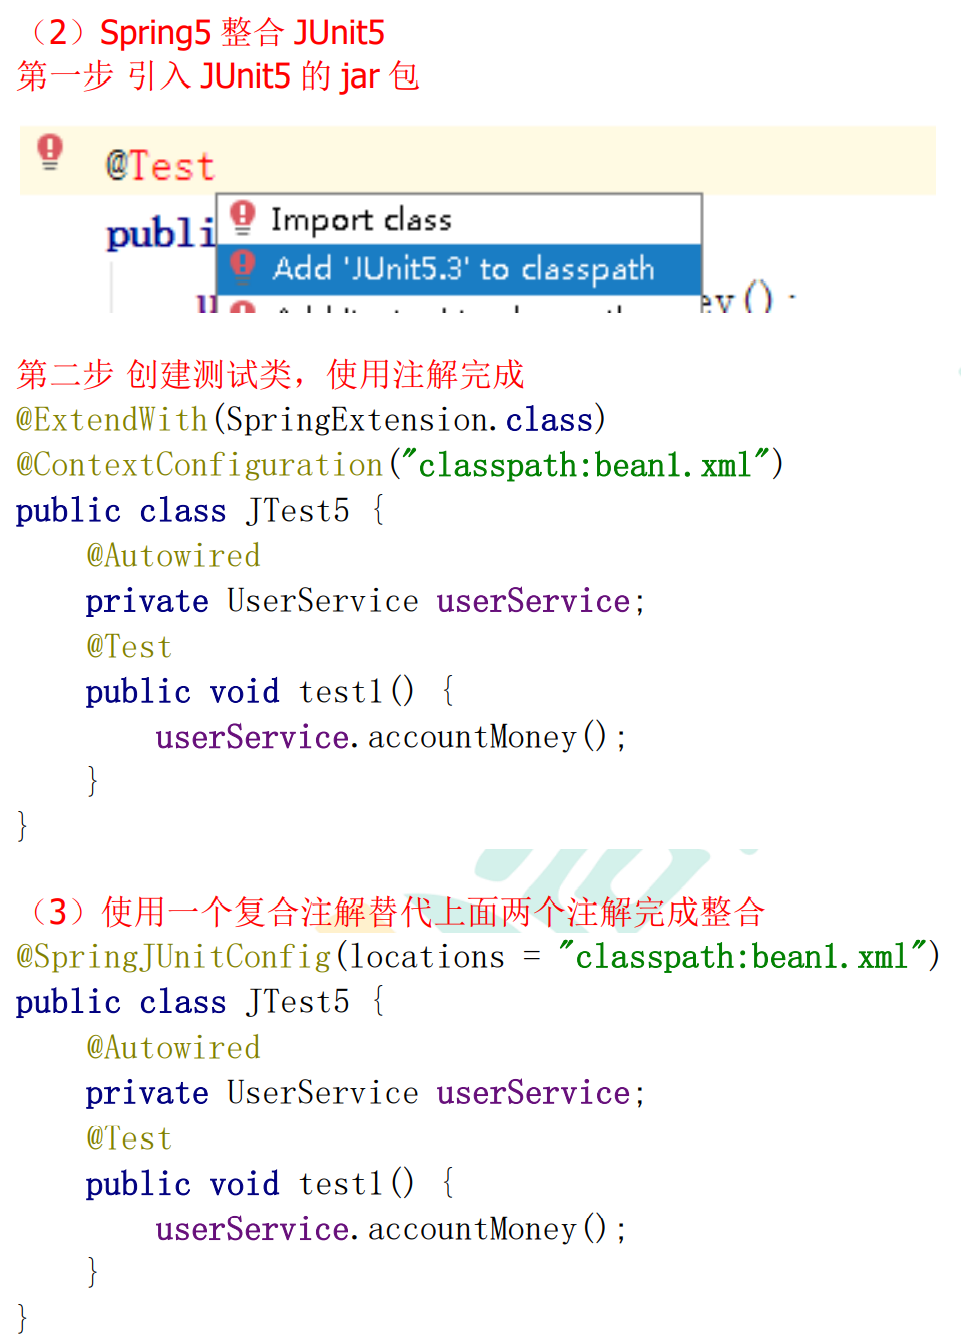 （2）Spring5 整合 JUnit5
第一步 引入 JUnit5 的 jar 包
@Test
Import class
publi
Add 'JUnit5.3' to classpath
ey();
第二步 创建测试类，使用注解完成
@ExtendWith(SpringExtension.class)
@ContextConfiguration("classpath:bean1.xml")
public class JTest5 {
@Autowired
private UserService userService;
@Test
public void test1() {
userService.accountMoney();
}
}
（3）使用一个复合注解替代上面两个注解完成整合
@SpringJUnitConfig(locations = "classpath:bean1.xml")
public class JTest5 {
@Autowired
private UserService userService;
@Test
public void test1() {
userService.accountMoney();
}
}